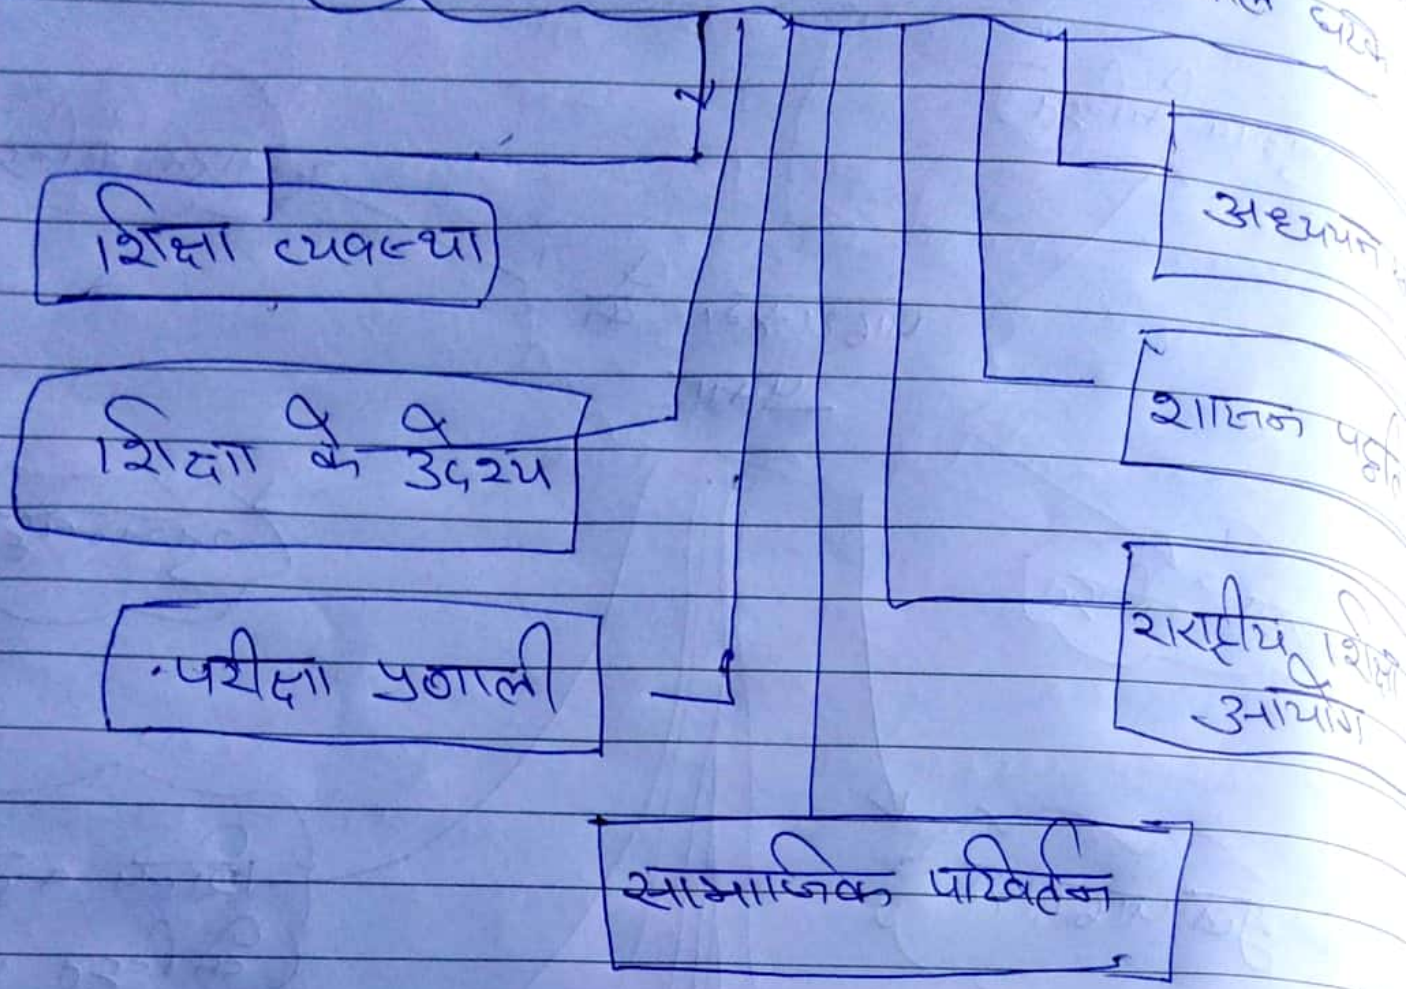 शिक्षा व्यवस्था
शिक्षा के उदेश्य
परीक्षा प्रणाली
सामाजिक परिवर्तन
अध्ययन
शासन
राराष्ट्रीय शिक्षा
आयोग